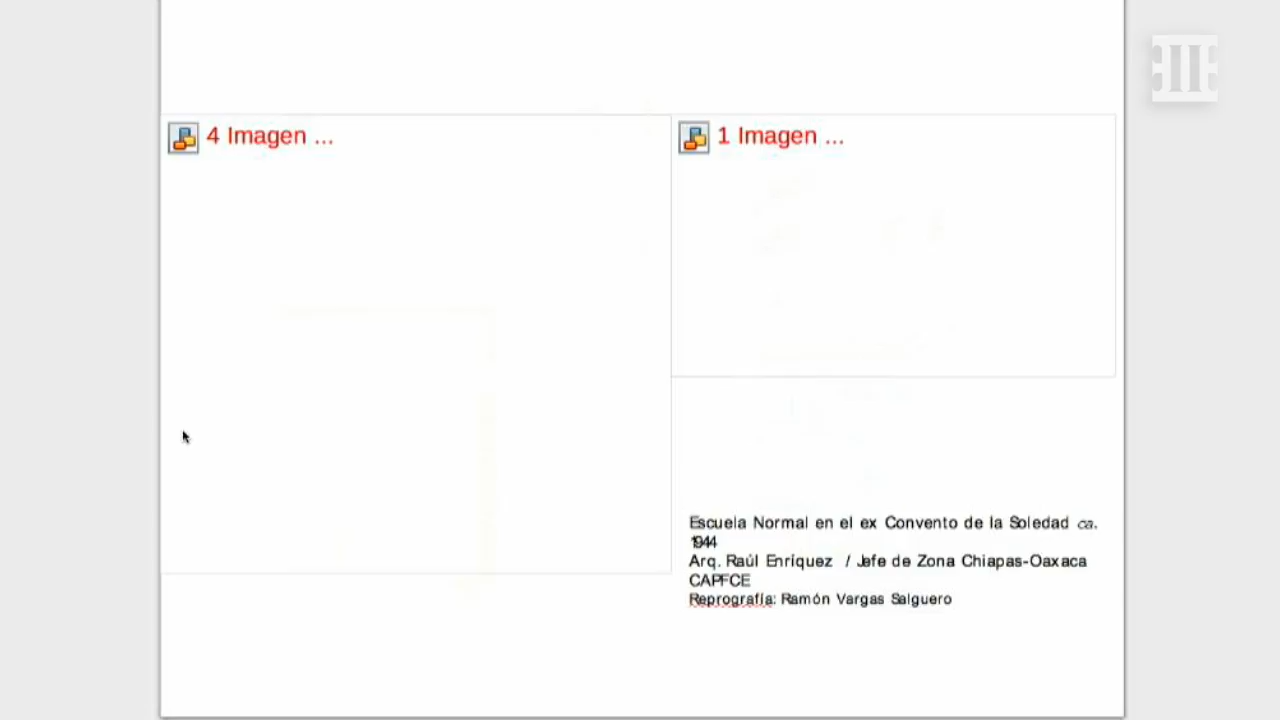 4 Imagen ...
1 Imagen ...
Escuela Normal en el ex Convento de la Soledad ca.
1944
Arq. Raúl Enríquez / Jefe de Zona Chiapas-Oaxaca
CAPFCE
Reprografía: Ramón Vargas Salguero